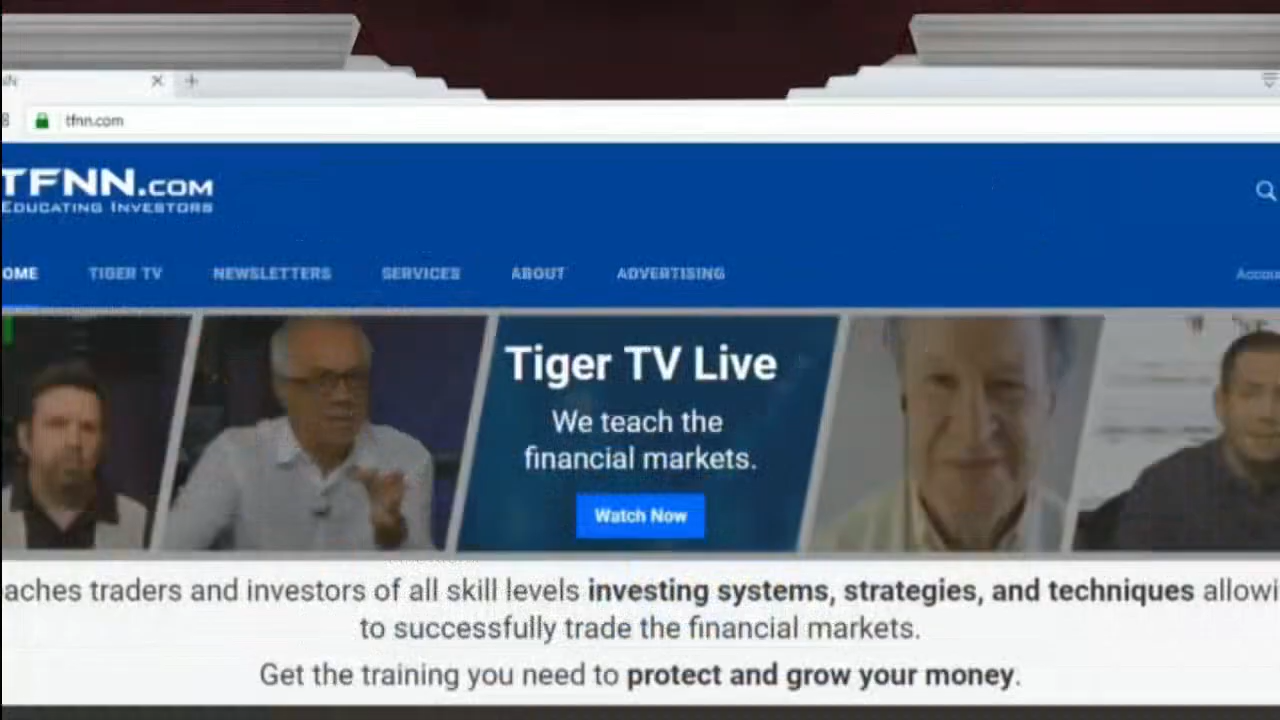 tfnn.com
TFNN.COM
EDUCATING INVESTORS
OME TIGER TV NEWSLETTERS SERVICES ABOUT ADVERTISING Accou
Tiger TV Live
We teach the
financial markets.
Watch Now
aches traders and investors of all skill levels investing systems, strategies, and techniques allowi
to successfully trade the financial markets.
Get the training you need to protect and grow your money.